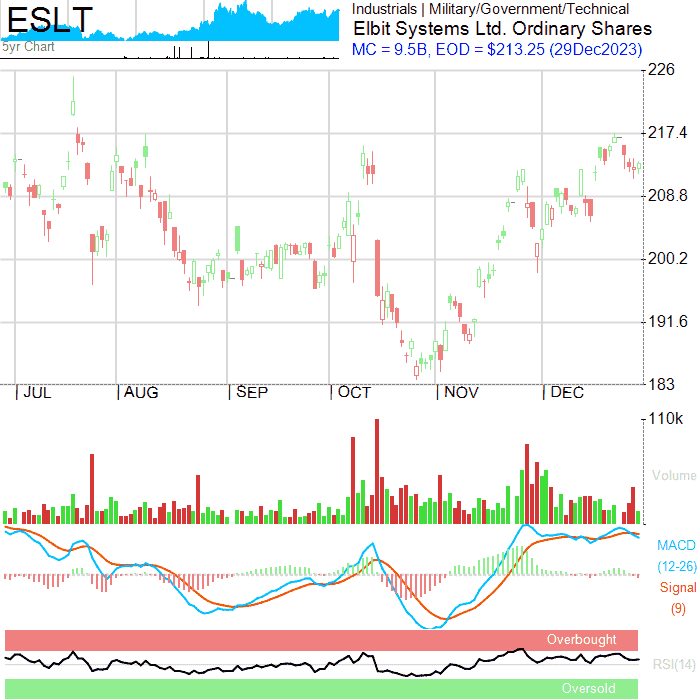 ESLT
5yr Chart
Industrials | Military/Government/Technical
Elbit Systems Ltd. Ordinary Shares
MC = 9.5B, EOD = $213.25 (29Dec2023)
226
217.4
208.8
200.2
191.6
183
| JUL | AUG | SEP | OCT | NOV | DEC
110k
Volume
MACD
(12-26)
Signal
(9)
Overbought
RSI(14)
Oversold